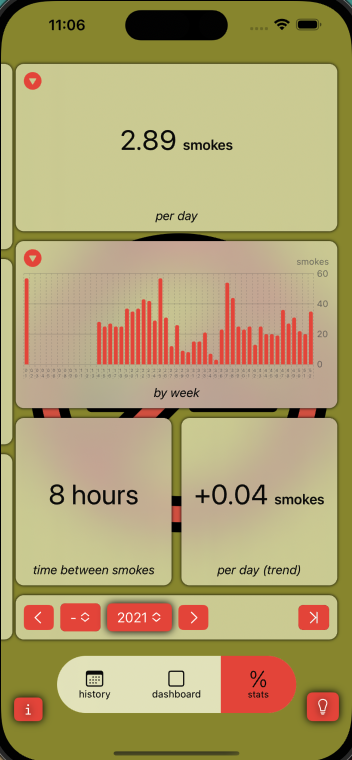 11:06
2.89 smokes
per day
smokes
60
40
20
0
by week
8 hours
time between smokes
+0.04 smokes
per day (trend)
- 2021
history
dashboard
%
stats
i